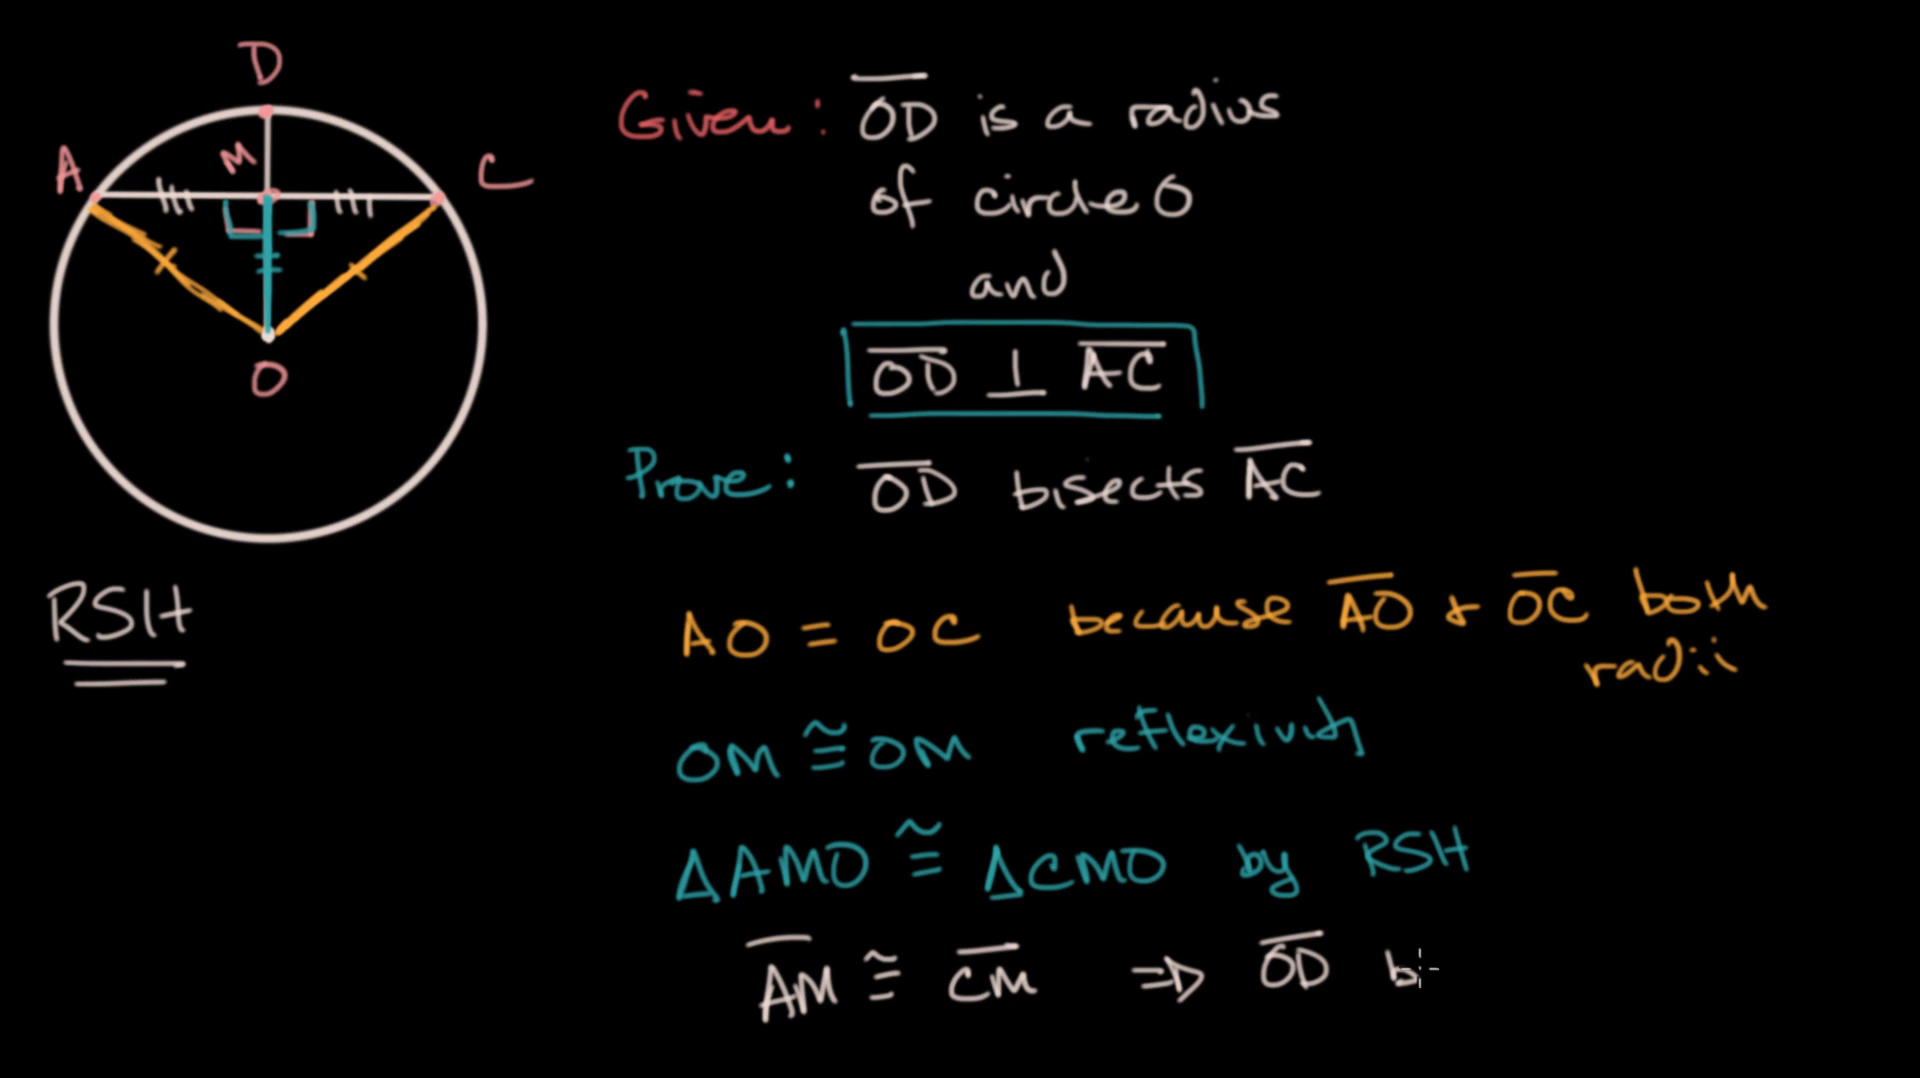 D
A
M
C
O
RSH
Given: OD is a radius
of circle O
and
OD ⊥ AC
Prove: OD bisects AC
AO = OC because AO + OC both
radii
OM ≅ OM reflexivity
ΔAMO ≅ ΔCMO by RSH
AM ≅ CM ⇒ OD b